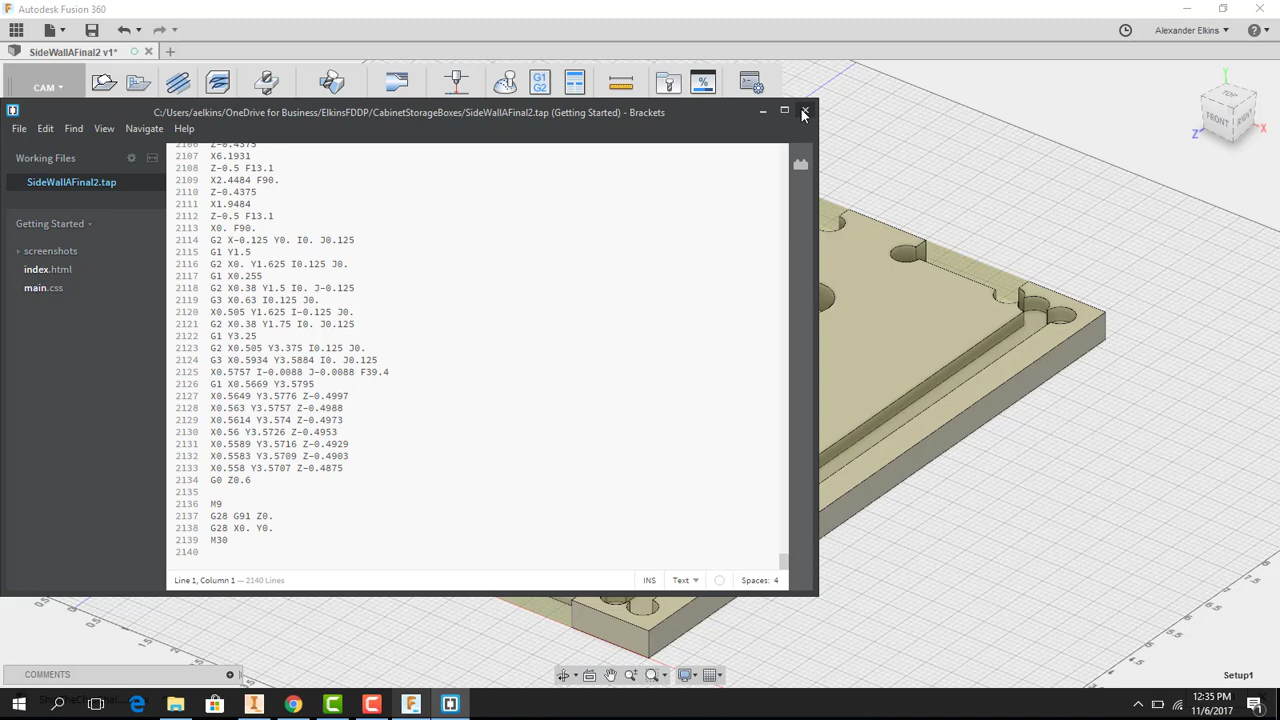 Autodesk Fusion 360
Alexander Elkins
SideWallAFinal2 v1*
CAM
G1
G2
%
C:/Users/aelkins/OneDrive for Business/ElkinsFDDP/CabinetStorageBoxes/SideWallAFinal2.tap (Getting Started) - Brackets
File Edit Find View Navigate Help
Working Files
SideWallAFinal2.tap
Getting Started
screenshots
index.html
main.css
2106 Z-0.4375
2107 X6.1931
2108 Z-0.5 F13.1
2109 X2.4484 F90.
2110 Z-0.4375
2111 X1.9484
2112 Z-0.5 F13.1
2113 X0. F90.
2114 G2 X-0.125 Y0. I0. J0.125
2115 G1 Y1.5
2116 G2 X0. Y1.625 I0.125 J0.
2117 G1 X0.255
2118 G2 X0.38 Y1.5 I0. J-0.125
2119 G3 X0.63 I0.125 J0.
2120 X0.505 Y1.625 I-0.125 J0.
2121 G2 X0.38 Y1.75 I0. J0.125
2122 G1 Y3.25
2123 G2 X0.505 Y3.375 I0.125 J0.
2124 G3 X0.5934 Y3.5884 I0. J0.125
2125 X0.5757 I-0.0088 J-0.0088 F39.4
2126 G1 X0.5669 Y3.5795
2127 X0.5649 Y3.5776 Z-0.4997
2128 X0.563 Y3.5757 Z-0.4988
2129 X0.5614 Y3.574 Z-0.4973
2130 X0.56 Y3.5726 Z-0.4953
2131 X0.5589 Y3.5716 Z-0.4929
2132 X0.5583 Y3.5709 Z-0.4903
2133 X0.558 Y3.5707 Z-0.4875
2134 G0 Z0.6
2135
2136 M9
2137 G28 G91 Z0.
2138 G28 X0. Y0.
2139 M30
2140
Line 1, Column 1 — 2140 Lines
INS Text Spaces: 4
TOP
FRONT
RIGHT
Y
Z
X
COMMENTS
Setup1
12:35 PM
11/6/2017